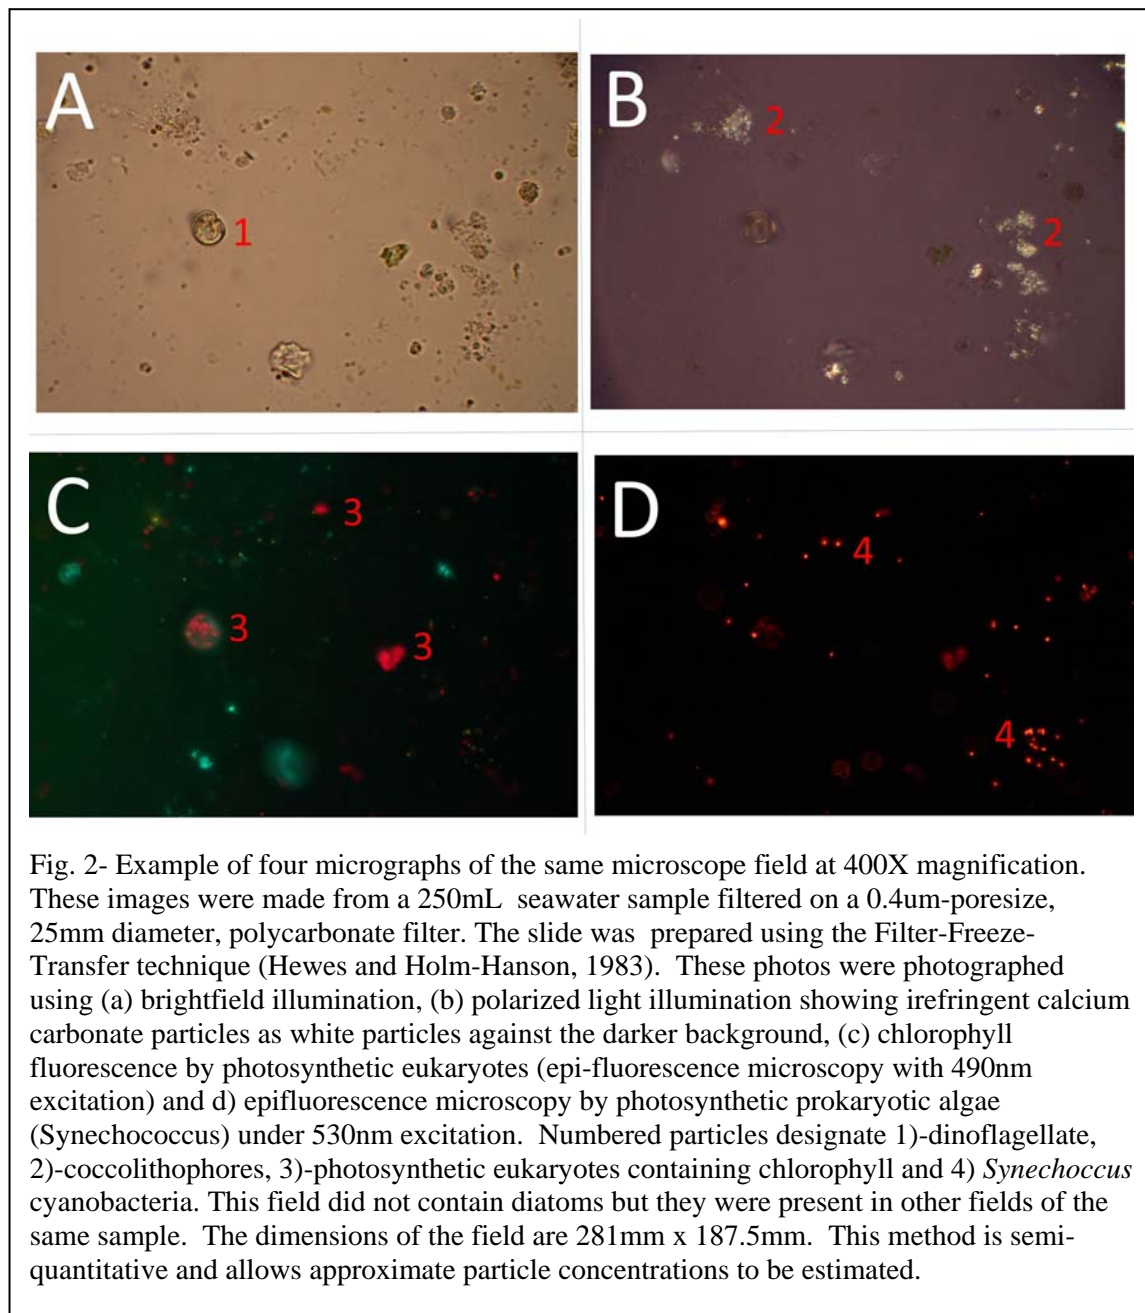 A
B
2
1
2
C
D
3
4
3
3
4
Fig. 2- Example of four micrographs of the same microscope field at 400X magnification.
These images were made from a 250mL seawater sample filtered on a 0.4um-poresize,
25mm diameter, polycarbonate filter. The slide was prepared using the Filter-Freeze-
Transfer technique (Hewes and Holm-Hanson, 1983). These photos were photographed
using (a) brightfield illumination, (b) polarized light illumination showing irefringent calcium
carbonate particles as white particles against the darker background, (c) chlorophyll
fluorescence by photosynthetic eukaryotes (epi-fluorescence microscopy with 490nm
excitation) and d) epifluorescence microscopy by photosynthetic prokaryotic algae
(Synechococcus) under 530nm excitation. Numbered particles designate 1)-dinoflagellate,
2)-coccolithophores, 3)-photosynthetic eukaryotes containing chlorophyll and 4) Synechoccus
cyanobacteria. This field did not contain diatoms but they were present in other fields of the
same sample. The dimensions of the field are 281mm x 187.5mm. This method is semi-
quantitative and allows approximate particle concentrations to be estimated.